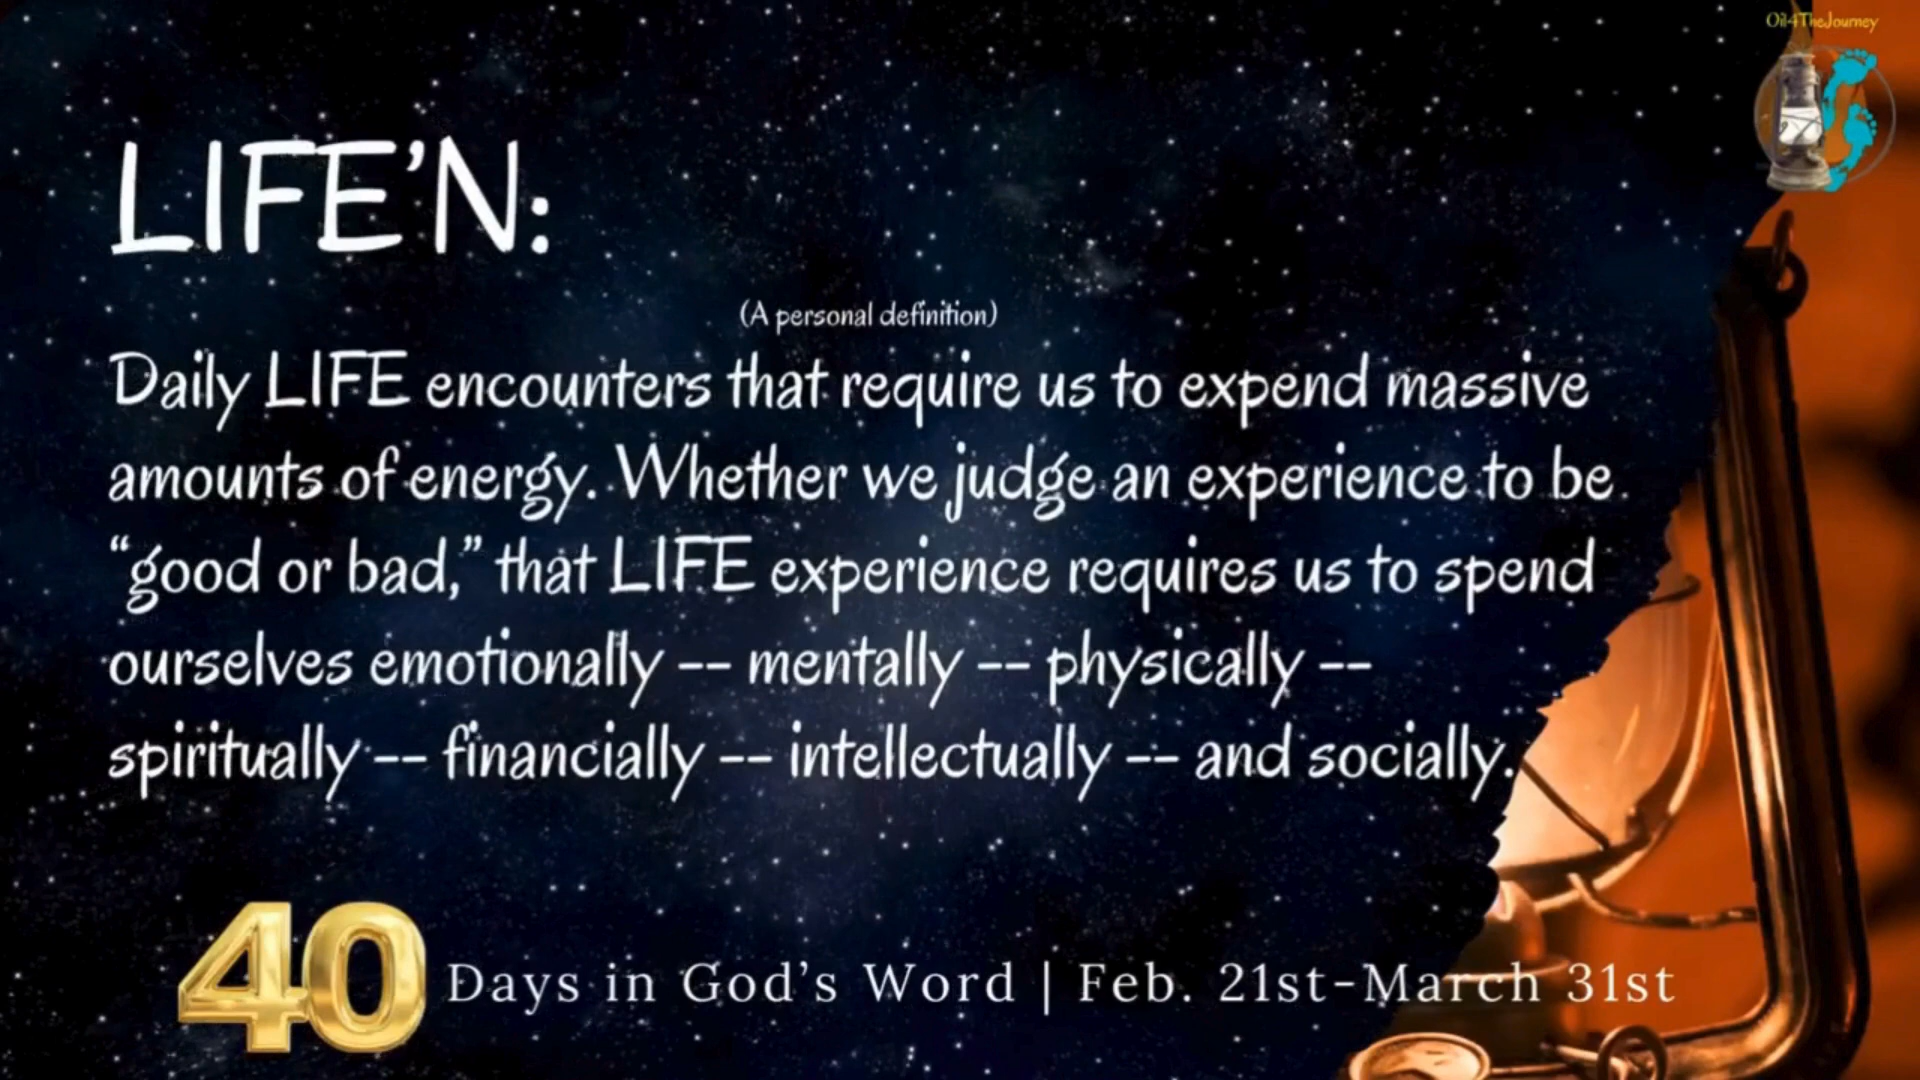 Oil4TheJourney
LIFE'N:
(A personal definition)
Daily LIFE encounters that require us to expend massive
amounts of energy. Whether we judge an experience to be
“good or bad,” that LIFE experience requires us to spend
ourselves emotionally -- mentally -- physically --
spiritually -- financially -- intellectually -- and socially.
40 Days in God's Word | Feb. 21st-March 31st